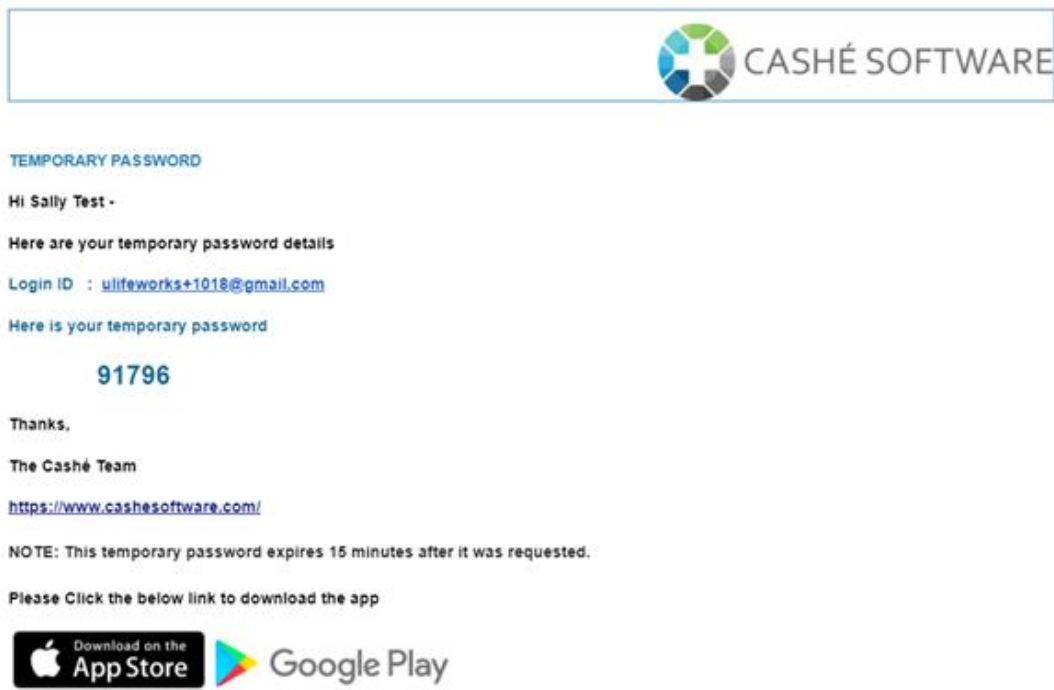 CASHÉ SOFTWARE
TEMPORARY PASSWORD
Hi Sally Test -
Here are your temporary password details
Login ID : ulifeworks+1018@gmail.com
Here is your temporary password
91796
Thanks,
The Cashé Team
https://www.cashesoftware.com/
NOTE: This temporary password expires 15 minutes after it was requested.
Please Click the below link to download the app
Download on the
App Store
Google Play